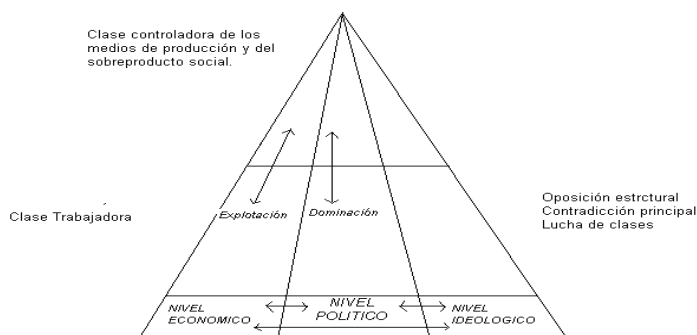 Clase controladora de los
medios de producción y del
sobreproducto social.
Clase Trabajadora
Explotación
Dominación
Oposición estrctural
Contradicción principal
Lucha de clases
NIVEL
ECONOMICO
NIVEL
POLITICO
NIVEL
IDEOLOGICO